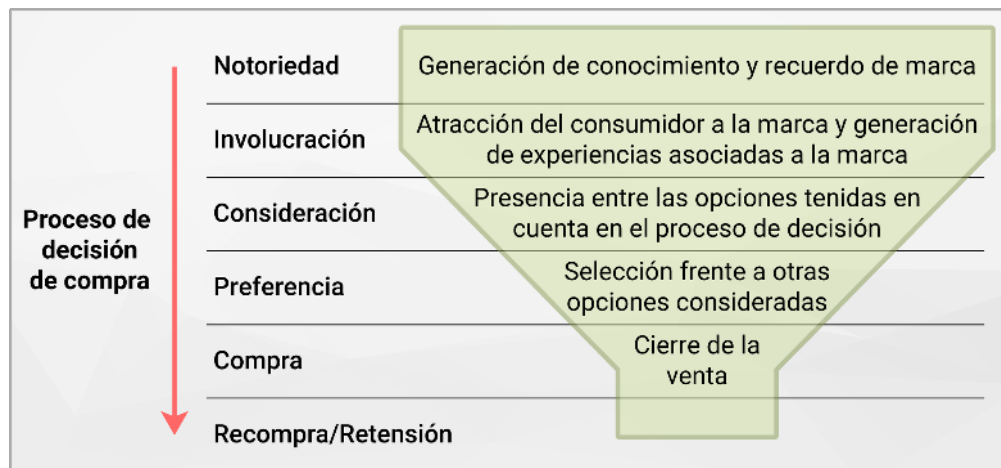 Proceso de
decisión
de compra
Notoriedad
Generación de conocimiento y recuerdo de marca
Involucración
Atracción del consumidor a la marca y generación
de experiencias asociadas a la marca
Consideración
Presencia entre las opciones tenidas en
cuenta en el proceso de decisión
Preferencia
Selección frente a otras
opciones consideradas
Compra
Cierre de la
venta
Recompra/Retensión